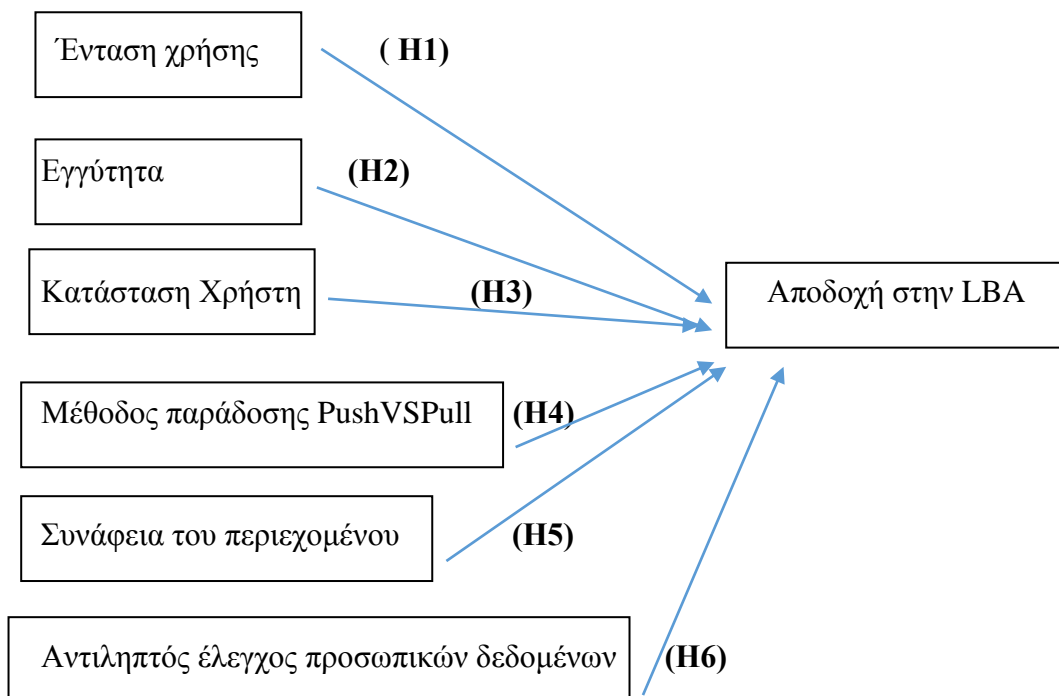 Ένταση χρήσης
( H1)
Εγγύτητα
(H2)
Κατάσταση Χρήστη
(H3)
Αποδοχή στην LBA
Μέθοδος παράδοσης PushVSPull
(H4)
Συνάφεια του περιεχομένου
(H5)
Αντιληπτός έλεγχος προσωπικών δεδομένων
(H6)